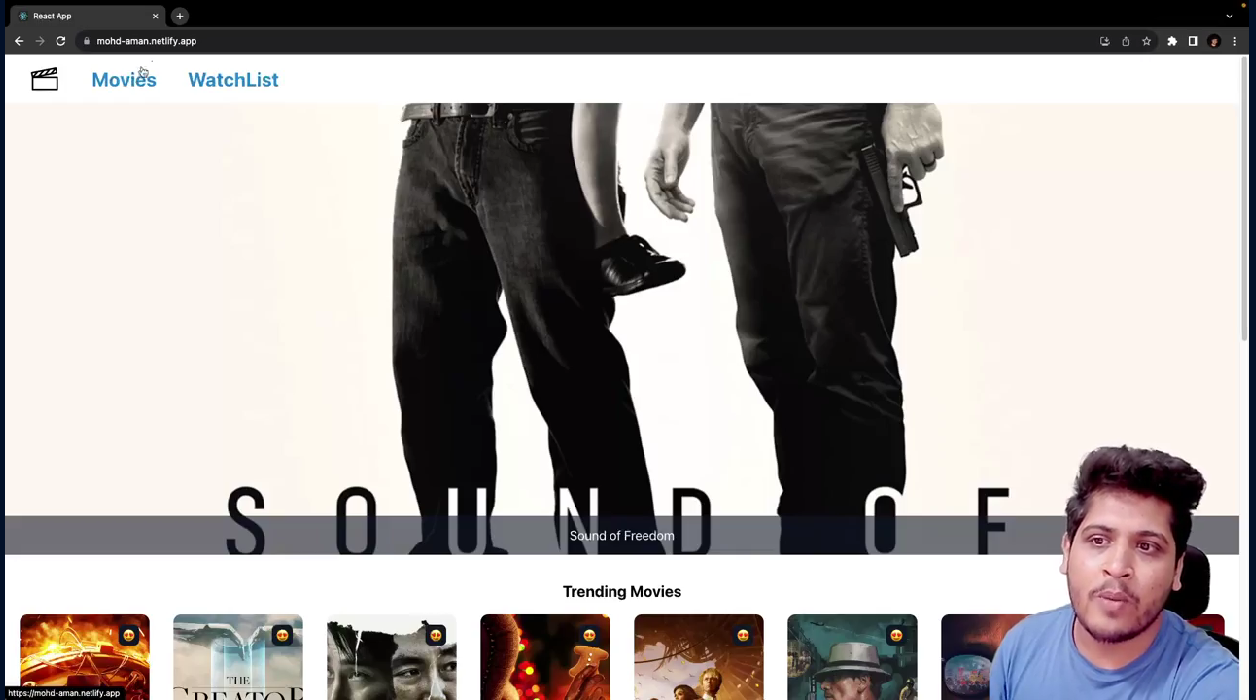 React App
mohd-aman.netlify.app
Movies WatchList
SOUND OF
Sound of Freedom
Trending Movies
THE
CREATOR
https://mohd-aman.netlify.app